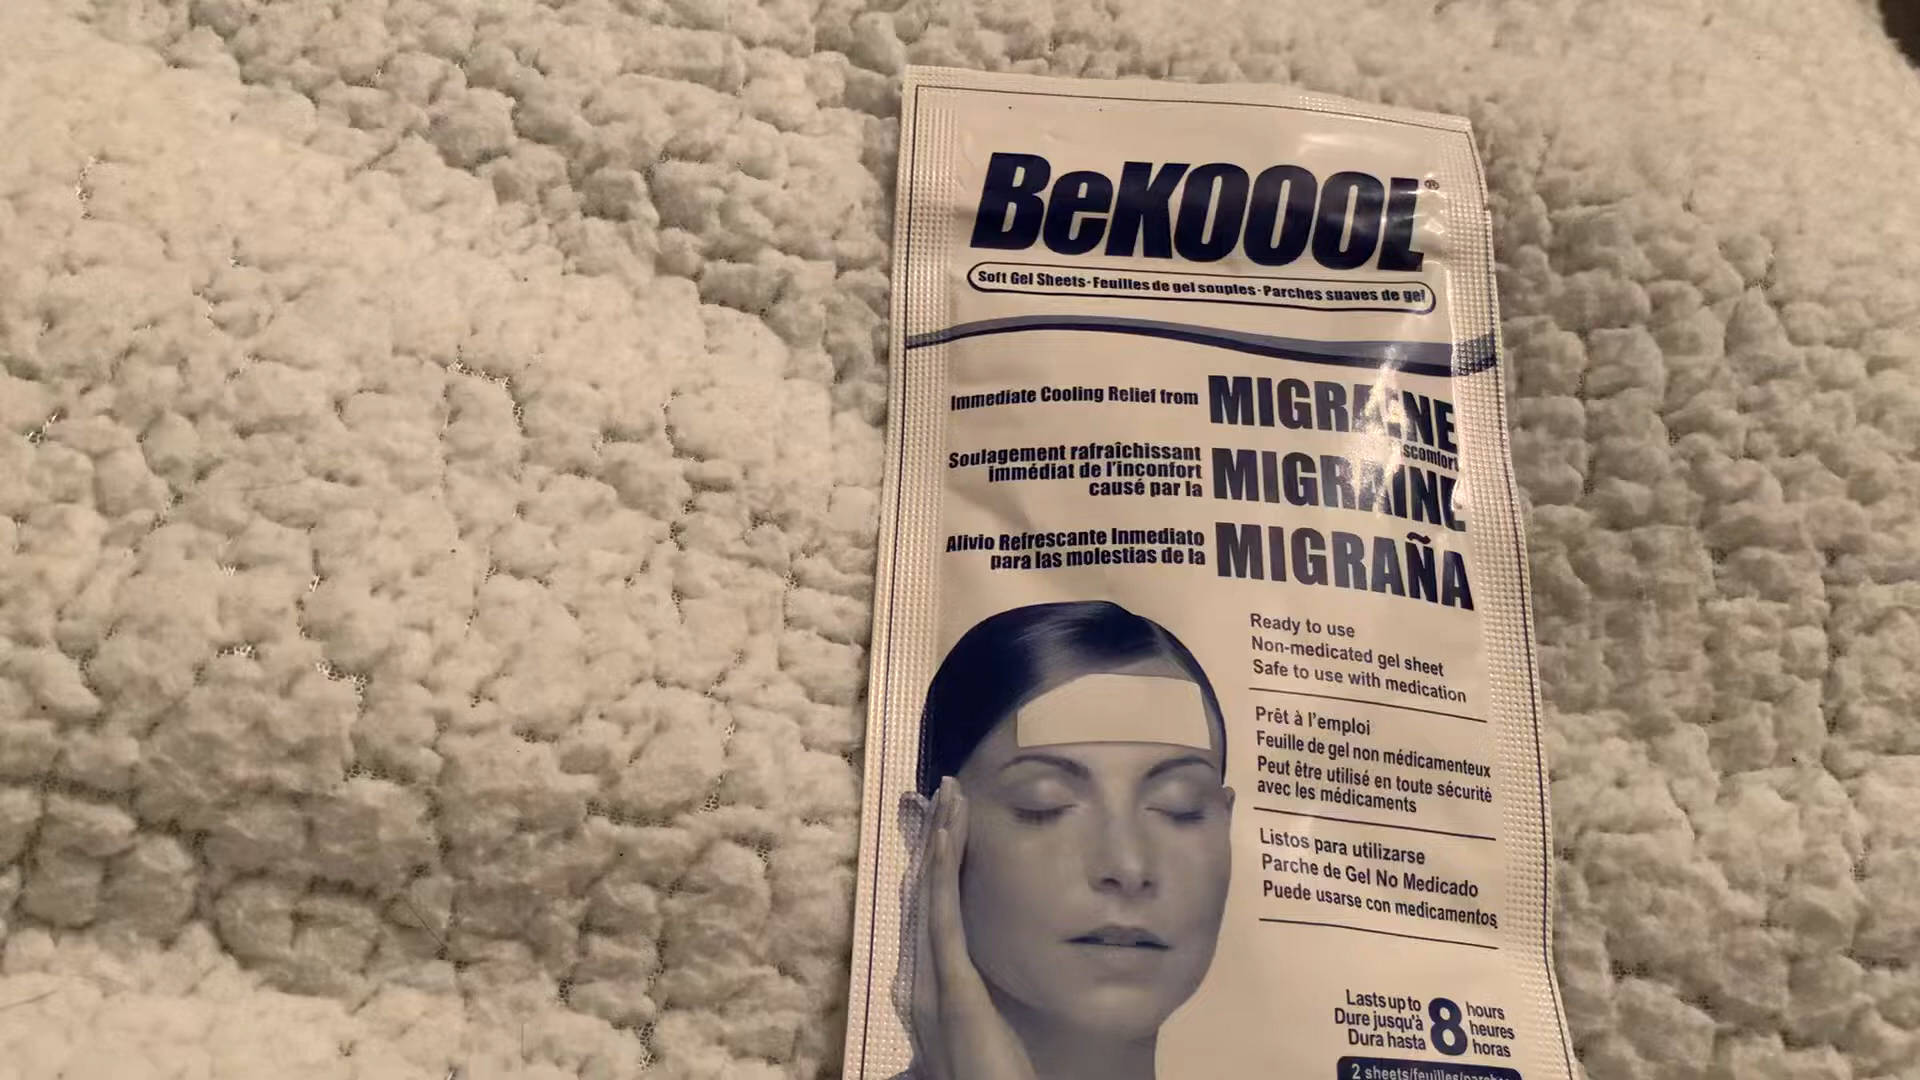 BeKOOOL®
Soft Gel Sheets·Feuilles de gel souples·Parches suaves de gel
Immediate Cooling Relief from MIGRAINE
Soulagement rafraîchissant
immédiat de l'inconfort
causé par la MIGRAINE
Alivio Refrescante Inmediato
para las molestias de la MIGRAÑA
Ready to use
Non-medicated gel sheet
Safe to use with medication
Prêt à l'emploi
Feuille de gel non médicamenteux
Peut être utilisé en toute sécurité
avec les médicaments
Listos para utilizarse
Parche de Gel No Medicado
Puede usarse con medicamentos
Lasts up to 8 hours
Dure jusqu'à heures
Dura hasta horas
2 sheets/feuilles/